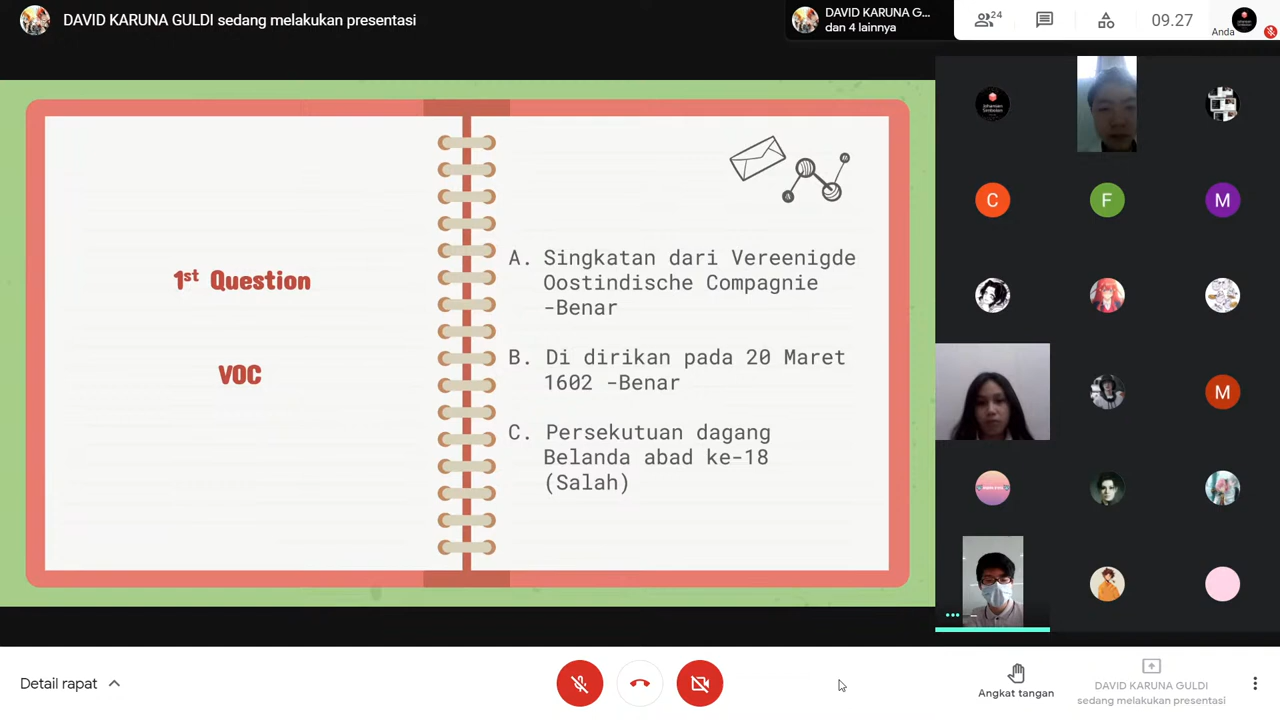 DAVID KARUNA GULDI sedang melakukan presentasi
DAVID KARUNA G...
dan 4 lainnya
24
09.27
Anda
1st Question
VOC
A. Singkatan dari Vereenigde
Oostindische Compagnie
-Benar
B. Di dirikan pada 20 Maret
1602 -Benar
C. Persekutuan dagang
Belanda abad ke-18
(Salah)
C
F
M
M
Detail rapat
Angkat tangan
DAVID KARUNA GULDI
sedang melakukan presentasi